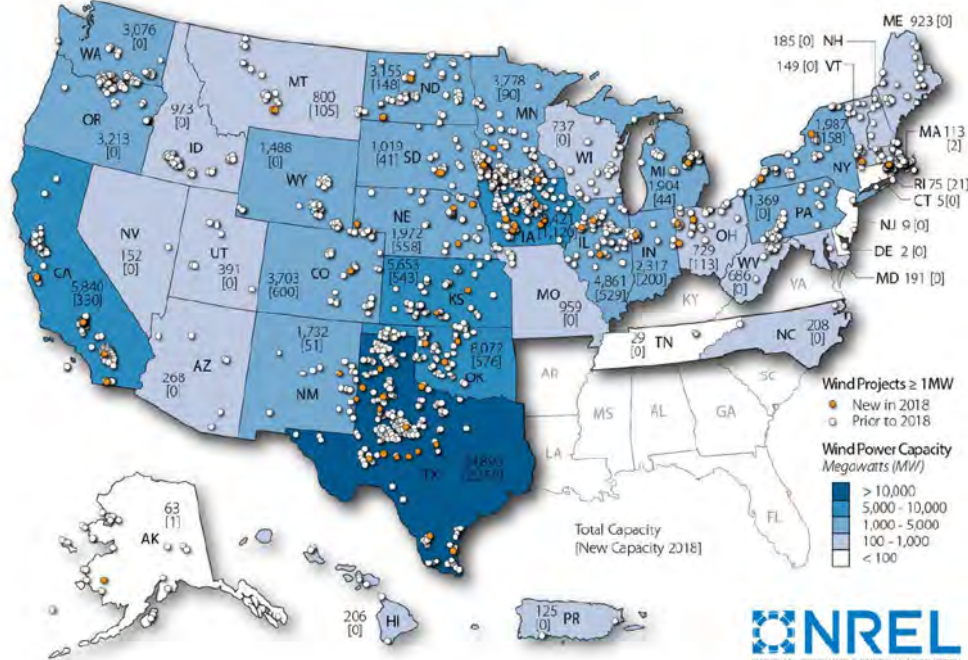 ME 923 [0]
185 [0] NH
149 [0] VT
3,076
[0]
WA
MT
800
[105]
3,155
[148]
ND
3,778
[90]
MN
OR
3,213
[0]
973
[0]
ID
1,488
[0]
WY
1,019
[41]
SD
737
[0]
WI
MI
1,904
[44]
1,987
[158]
NY
MA 113
[2]
RI 75 [21]
CT 5[0]
NJ 9 [0]
DE 2 [0]
MD 191 [0]
1,369
[0]
PA
NE
1,972
[558]
IA
IL
4,861
[529]
IN
2,317
[200]
OH
729
[113]
WV
686
[0]
VA
KY
NV
152
[0]
UT
391
[0]
3,703
[600]
CO
5,653
[543]
KS
MO
959
[0]
CA
5,840
[330]
AZ
268
[0]
1,732
[51]
NM
8,072
[576]
OK
29
[0]
TN
NC
208
[0]
AR
SC
MS
AL
GA
LA
TX
FL
Wind Projects ≥ 1MW
New in 2018
Prior to 2018
Wind Power Capacity
Megawatts (MW)
> 10,000
5,000 - 10,000
1,000 - 5,000
100 - 1,000
< 100
Total Capacity
[New Capacity 2018]
63
[1]
AK
206
[0]
HI
125
[0]
PR
NREL